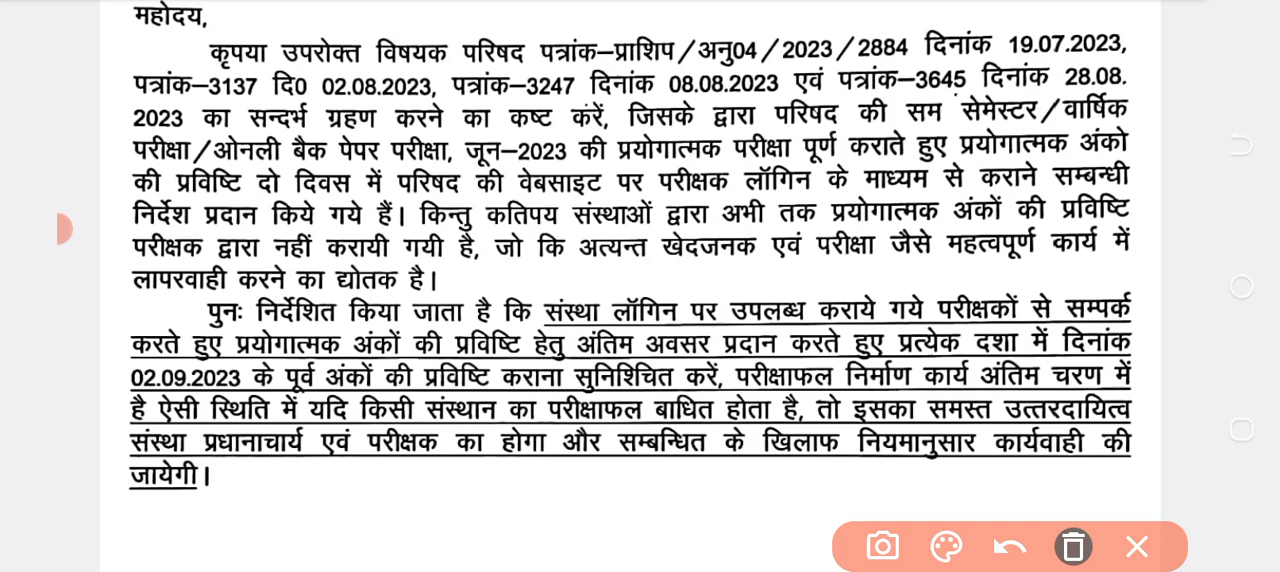 महोदय,
कृपया उपरोक्त विषयक परिषद पत्रांक–प्राशिप/अनु04/2023/2884 दिनांक 19.07.2023,
पत्रांक–3137 दि0 02.08.2023, पत्रांक–3247 दिनांक 08.08.2023 एवं पत्रांक–3645 दिनांक 28.08.
2023 का सन्दर्भ ग्रहण करने का कष्ट करें, जिसके द्वारा परिषद की सम सेमेस्टर/वार्षिक
परीक्षा/ओनली बैक पेपर परीक्षा, जून–2023 की प्रयोगात्मक परीक्षा पूर्ण कराते हुए प्रयोगात्मक अंको
की प्रविष्टि दो दिवस में परिषद की वेबसाइट पर परीक्षक लॉगिन के माध्यम से कराने सम्बन्धी
निर्देश प्रदान किये गये हैं। किन्तु कतिपय संस्थाओं द्वारा अभी तक प्रयोगात्मक अंकों की प्रविष्टि
परीक्षक द्वारा नहीं करायी गयी है, जो कि अत्यन्त खेदजनक एवं परीक्षा जैसे महत्वपूर्ण कार्य में
लापरवाही करने का द्योतक है।
पुनः निर्देशित किया जाता है कि संस्था लॉगिन पर उपलब्ध कराये गये परीक्षकों से सम्पर्क
करते हुए प्रयोगात्मक अंकों की प्रविष्टि हेतु अंतिम अवसर प्रदान करते हुए प्रत्येक दशा में दिनांक
02.09.2023 के पूर्व अंकों की प्रविष्टि कराना सुनिश्चित करें, परीक्षाफल निर्माण कार्य अंतिम चरण में
है ऐसी स्थिति में यदि किसी संस्थान का परीक्षाफल बाधित होता है, तो इसका समस्त उत्तरदायित्व
संस्था प्रधानाचार्य एवं परीक्षक का होगा और सम्बन्धित के खिलाफ नियमानुसार कार्यवाही की
जायेगी।